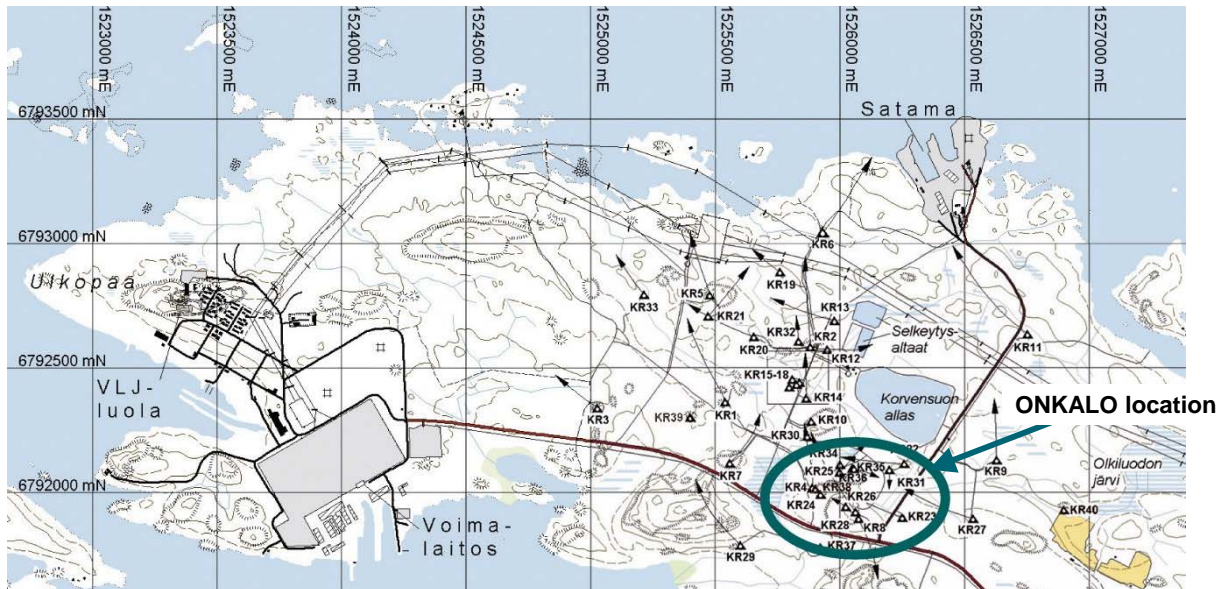 1523000 mE
1523500 mE
1524000 mE
1524500 mE
1525000 mE
1525500 mE
1526000 mE
1526500 mE
1527000 mE
6793500 mN
Satama
6793000 mN
KR6
Ulkopää
KR19
KR33
KR5
KR21
KR13
KR32
KR2
KR20
KR12
Selkeytys-
altaat
KR11
6792500 mN
VLJ-
luola
KR15-18
KR14
Korvensuon
allas
ONKALO location
KR3
KR39
KR1
KR10
KR30
KR34
KR7
KR25
KR35
KR36
KR31
KR9
Olkiluodon
järvi
6792000 mN
KR4
KR38
KR24
KR26
KR28
KR8
KR23
KR27
KR40
Voima-
laitos
KR29
KR37